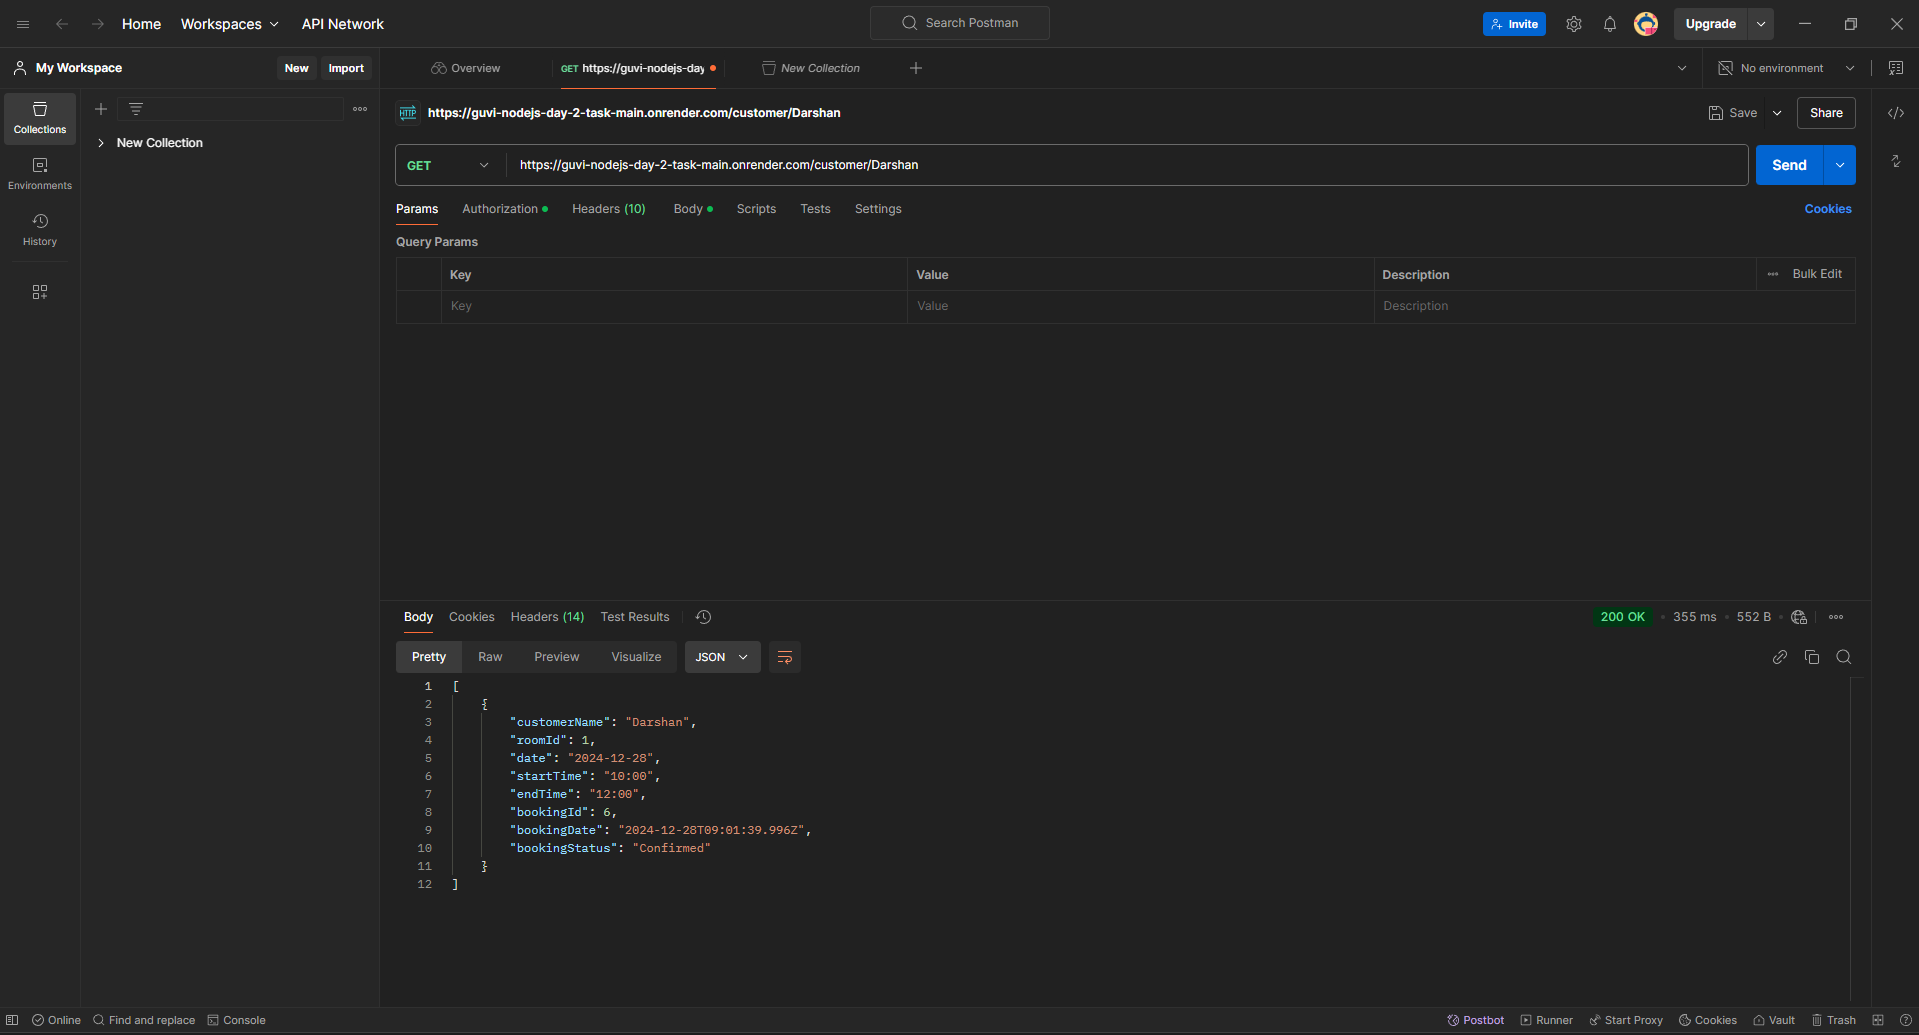 Home Workspaces API Network Search Postman Invite Upgrade
My Workspace New Import Overview GET https://guvi-nodejs-day New Collection No environment
Collections
New Collection
Environments
History
HTTP https://guvi-nodejs-day-2-task-main.onrender.com/customer/Darshan Save Share
GET https://guvi-nodejs-day-2-task-main.onrender.com/customer/Darshan Send
Params Authorization Headers (10) Body Scripts Tests Settings Cookies
Query Params
Key Value Description Bulk Edit
Key Value Description
Body Cookies Headers (14) Test Results 200 OK • 355 ms • 552 B
Pretty Raw Preview Visualize JSON
1 [
2 {
3 "customerName": "Darshan",
4 "roomId": 1,
5 "date": "2024-12-28",
6 "startTime": "10:00",
7 "endTime": "12:00",
8 "bookingId": 6,
9 "bookingDate": "2024-12-28T09:01:39.996Z",
10 "bookingStatus": "Confirmed"
11 }
12 ]
Online Find and replace Console Postbot Runner Start Proxy Cookies Vault Trash